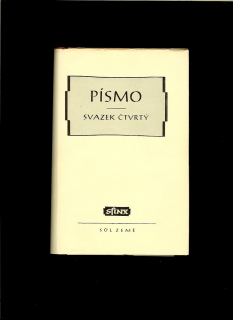 PÍSMO
SVAZEK ČTVRTÝ
sfinx
SŮL ZEMĚ